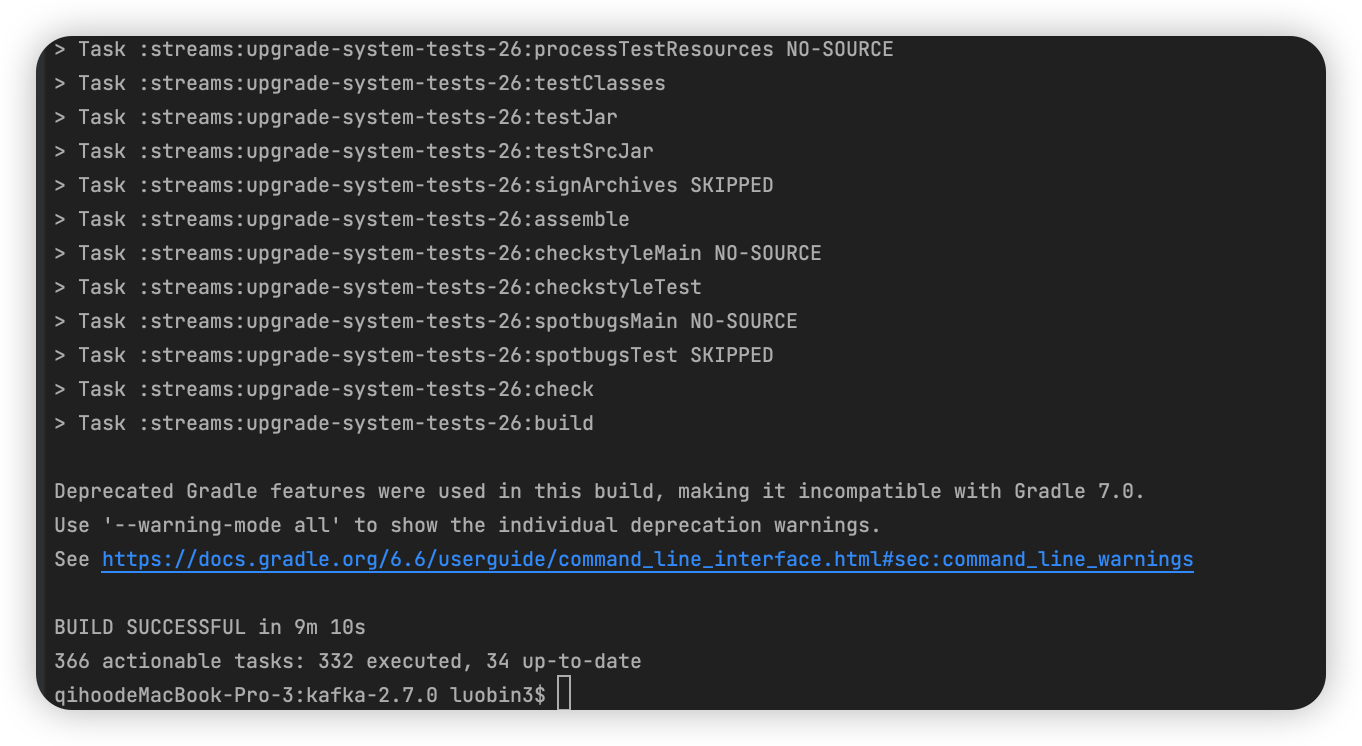 > Task :streams:upgrade-system-tests-26:processTestResources NO-SOURCE
> Task :streams:upgrade-system-tests-26:testClasses
> Task :streams:upgrade-system-tests-26:testJar
> Task :streams:upgrade-system-tests-26:testSrcJar
> Task :streams:upgrade-system-tests-26:signArchives SKIPPED
> Task :streams:upgrade-system-tests-26:assemble
> Task :streams:upgrade-system-tests-26:checkstyleMain NO-SOURCE
> Task :streams:upgrade-system-tests-26:checkstyleTest
> Task :streams:upgrade-system-tests-26:spotbugsMain NO-SOURCE
> Task :streams:upgrade-system-tests-26:spotbugsTest SKIPPED
> Task :streams:upgrade-system-tests-26:check
> Task :streams:upgrade-system-tests-26:build
Deprecated Gradle features were used in this build, making it incompatible with Gradle 7.0.
Use '--warning-mode all' to show the individual deprecation warnings.
See https://docs.gradle.org/6.6/userguide/command_line_interface.html#sec:command_line_warnings
BUILD SUCCESSFUL in 9m 10s
366 actionable tasks: 332 executed, 34 up-to-date
qihoodeMacBook-Pro-3:kafka-2.7.0 luobin3$